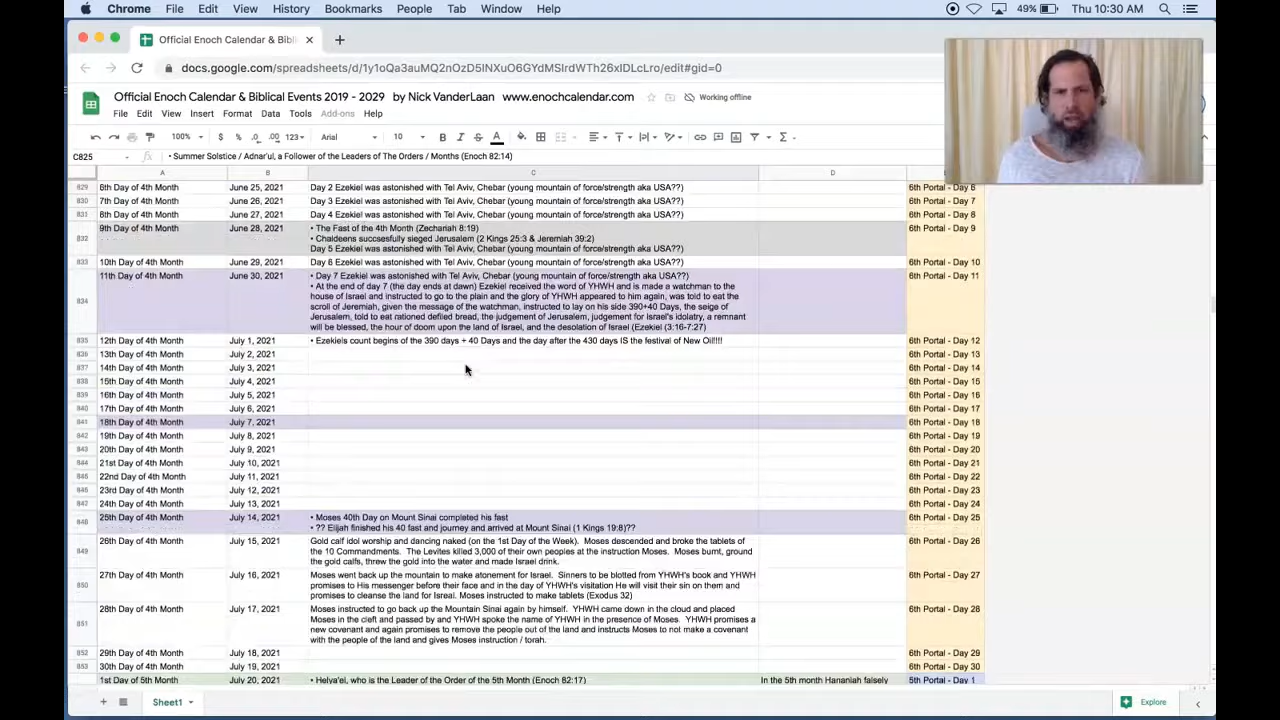 Chrome File Edit View History Bookmarks People Tab Window Help 49% Thu 10:30 AM
Official Enoch Calendar & Bibli
docs.google.com/spreadsheets/d/1y1oQa3auMQ2nOzD5INXuO6GYdMSIrdWTh26xIDLcLro/edit#gid=0
Official Enoch Calendar & Biblical Events 2019 - 2029 by Nick VanderLaan www.enochcalendar.com Working offline
File Edit View Insert Format Data Tools Add-ons Help
100% $ % .0 .00 123 Arial 10 B I S A
C825 fx • Summer Solstice / Adnar'ul, a Follower of the Leaders of The Orders / Months (Enoch 82:14)
A B C
829 6th Day of 4th Month June 25, 2021 Day 2 Ezekiel was astonished with Tel Aviv, Chebar (young mountain of force/strength aka USA??) 6th Portal - Day 6
830 7th Day of 4th Month June 26, 2021 Day 3 Ezekiel was astonished with Tel Aviv, Chebar (young mountain of force/strength aka USA??) 6th Portal - Day 7
831 8th Day of 4th Month June 27, 2021 Day 4 Ezekiel was astonished with Tel Aviv, Chebar (young mountain of force/strength aka USA??) 6th Portal - Day 8
832 9th Day of 4th Month June 28, 2021 • The Fast of the 4th Month (Zechariah 8:19) 6th Portal - Day 9
• Chaldeens succsesfully sieged Jerusalem (2 Kings 25:3 & Jeremiah 39:2)
Day 5 Ezekiel was astonished with Tel Aviv, Chebar (young mountain of force/strength aka USA??)
833 10th Day of 4th Month June 29, 2021 Day 6 Ezekiel was astonished with Tel Aviv, Chebar (young mountain of force/strength aka USA??) 6th Portal - Day 10
834 11th Day of 4th Month June 30, 2021 • Day 7 Ezekiel was astonished with Tel Aviv, Chebar (young mountain of force/strength aka USA??) 6th Portal - Day 11
• At the end of day 7 (the day ends at dawn) Ezekiel received the word of YHWH and is made a watchman to
the house of Israel and instructed to go to the plain and the glory of YHWH appeared to him again, was told to eat the
scroll of Jeremiah, given the message of the watchman, instructed to lay on his side 390+40 Days, the seige of
Jerusalem, told to eat rationed defiled bread, the judgement of Jerusalem, judgement for Israel's idolatry, a remnant
will be blessed, the hour of doom upon the land of Israel, and the desolation of Israel (Ezekiel (3:16-7:27)
835 12th Day of 4th Month July 1, 2021 • Ezekiels count begins of the 390 days + 40 Days and the day after the 430 days IS the festival of New Oil!!!! 6th Portal - Day 12
836 13th Day of 4th Month July 2, 2021 6th Portal - Day 13
837 14th Day of 4th Month July 3, 2021 6th Portal - Day 14
838 15th Day of 4th Month July 4, 2021 6th Portal - Day 15
839 16th Day of 4th Month July 5, 2021 6th Portal - Day 16
840 17th Day of 4th Month July 6, 2021 6th Portal - Day 17
841 18th Day of 4th Month July 7, 2021 6th Portal - Day 18
842 19th Day of 4th Month July 8, 2021 6th Portal - Day 19
843 20th Day of 4th Month July 9, 2021 6th Portal - Day 20
844 21st Day of 4th Month July 10, 2021 6th Portal - Day 21
845 22nd Day of 4th Month July 11, 2021 6th Portal - Day 22
846 23rd Day of 4th Month July 12, 2021 6th Portal - Day 23
847 24th Day of 4th Month July 13, 2021 6th Portal - Day 24
848 25th Day of 4th Month July 14, 2021 • Moses 40th Day on Mount Sinai completed his fast 6th Portal - Day 25
• ?? Elijah finished his 40 fast and journey and arrived at Mount Sinai (1 Kings 19:8)??
849 26th Day of 4th Month July 15, 2021 Gold calf idol worship and dancing naked (on the 1st Day of the Week). Moses descended and broke the tablets of 6th Portal - Day 26
the 10 Commandments. The Levites killed 3,000 of their own peoples at the instruction Moses. Moses burnt, ground
the gold calfs, threw the gold into the water and made Israel drink.
850 27th Day of 4th Month July 16, 2021 Moses went back up the mountain to make atonement for Israel. Sinners to be blotted from YHWH's book and YHWH 6th Portal - Day 27
promises to His messenger before their face and in the day of YHWH's visitation He will visit their sin on them and
promises to cleanse the land for Isreal. Moses instructed to make tablets (Exodus 32)
851 28th Day of 4th Month July 17, 2021 Moses instructed to go back up the Mountain Sinai again by himself. YHWH came down in the cloud and placed 6th Portal - Day 28
Moses in the cleft and passed by and YHWH spoke the name of YHWH in the presence of Moses. YHWH promises a
new covenant and again promises to remove the people out of the land and instructs Moses to not make a covenant
with the people of the land and gives Moses instruction / torah.
852 29th Day of 4th Month July 18, 2021 6th Portal - Day 29
853 30th Day of 4th Month July 19, 2021 6th Portal - Day 30
1st Day of 5th Month July 20, 2021 • Helya'el, who is the Leader of the Order of the 5th Month (Enoch 82:17) In the 5th month Hananiah falsely 5th Portal - Day 1
Sheet1 Explore